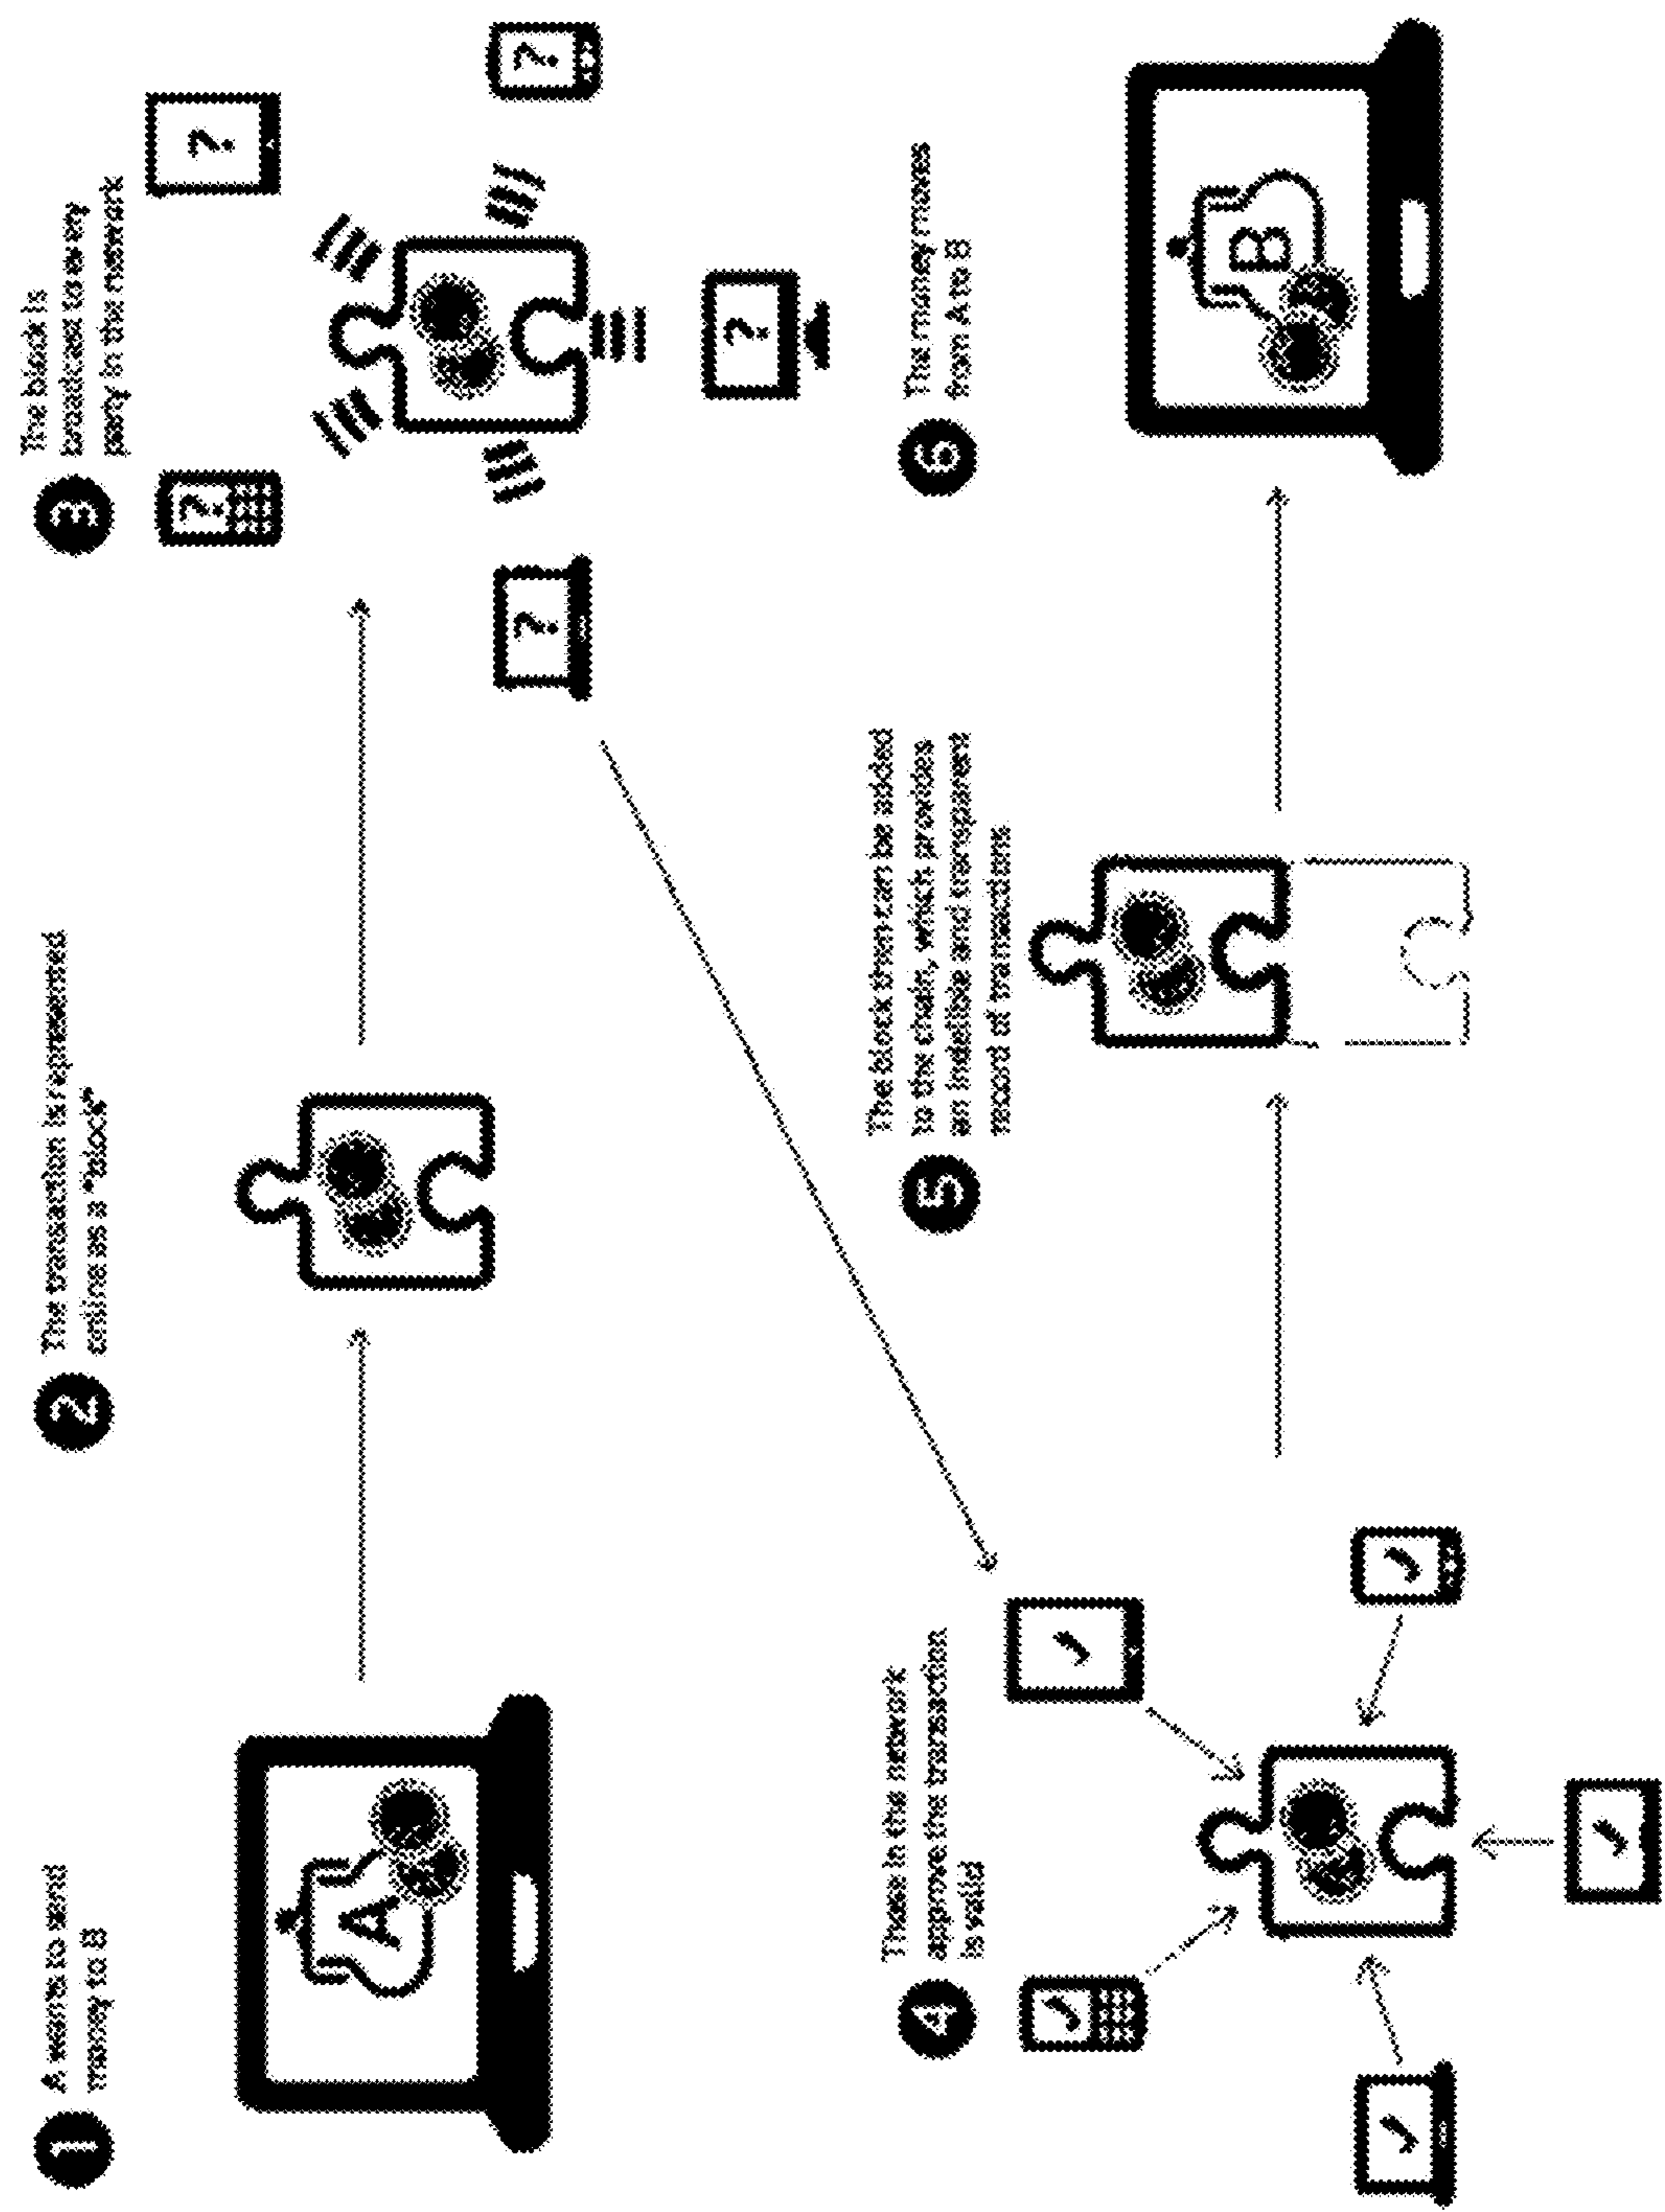 1
A wants to send
money to B
A
2
The transaction is represented
online as a "block"
3
The block is
broadcast to every
party in the network
?
?
?
?
?
4
Those in the network
approve the transaction
is valid
5
The block then can be added
to the chain, which provides
an indelible and transparent
record of transactions
6
The money moves
from A to B
B